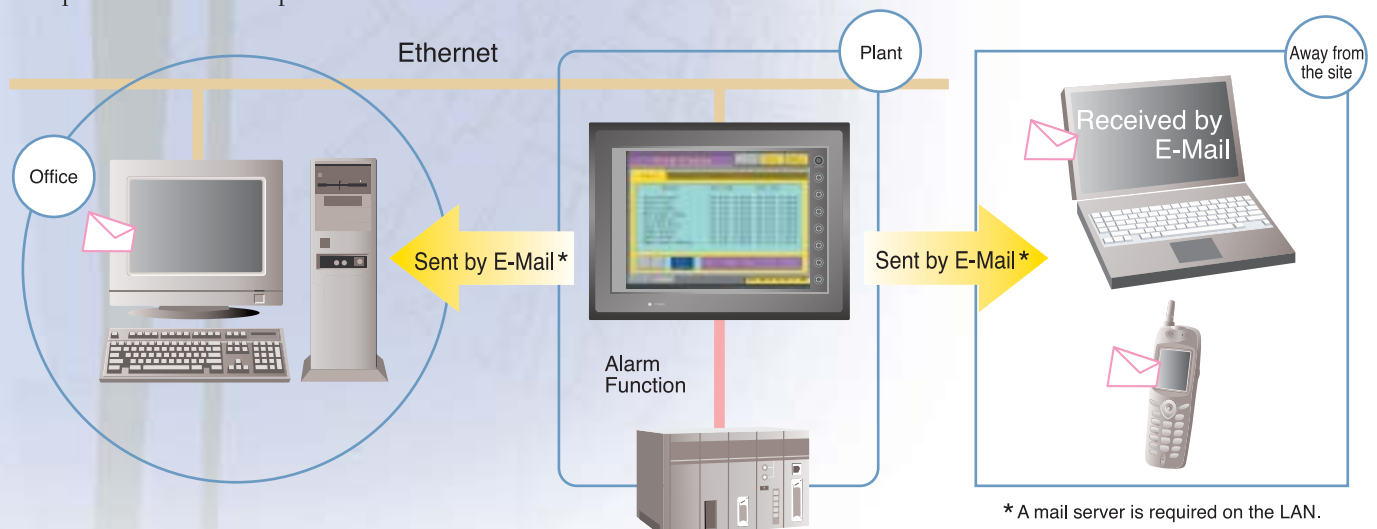 Ethernet
Plant
Away from
the site
Office
Received by
E-Mail
Sent by E-Mail*
Sent by E-Mail*
Alarm
Function
* A mail server is required on the LAN.